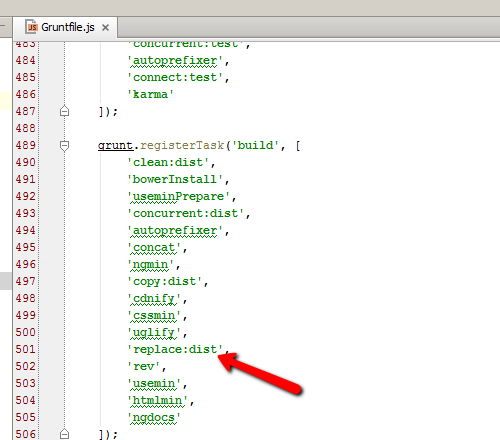 Gruntfile.js
483 'concurrent:test',
484 'autoprefixer',
485 'connect:test',
486 'karma'
487 ]);
488
489 grunt.registerTask('build', [
490 'clean:dist',
491 'bowerInstall',
492 'useminPrepare',
493 'concurrent:dist',
494 'autoprefixer',
495 'concat',
496 'ngmin',
497 'copy:dist',
498 'cdnify',
499 'cssmin',
500 'uglify',
501 'replace:dist',
502 'rev',
503 'usemin',
504 'htmlmin',
505 'ngdocs'
506 ]);